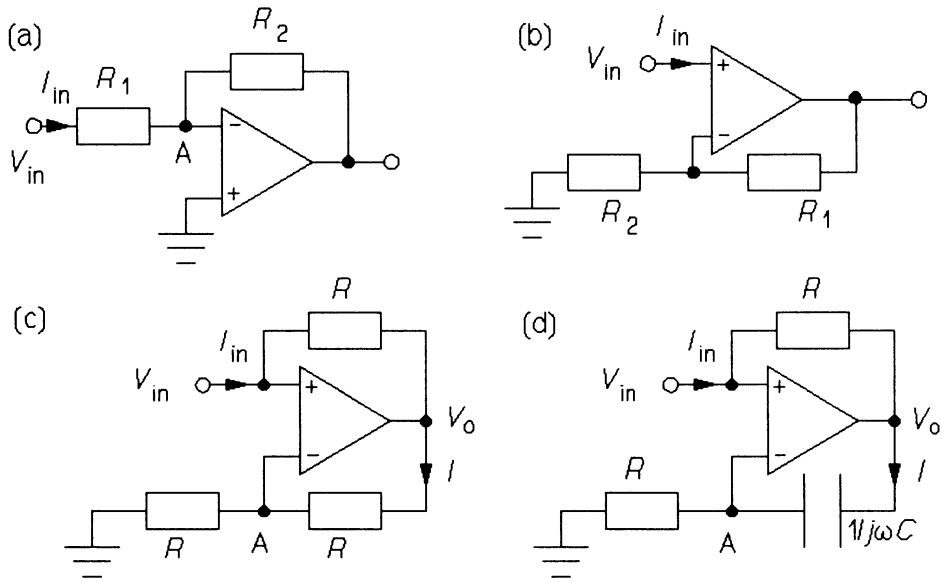 (a)
R2
Iin
R1
Vin
A
−
+
(b)
Vin
Iin
+
−
R2
R1
(c)
R
Iin
Vin
+
−
Vo
I
R
A
R
(d)
R
Iin
Vin
+
−
Vo
I
R
A
1/jωC